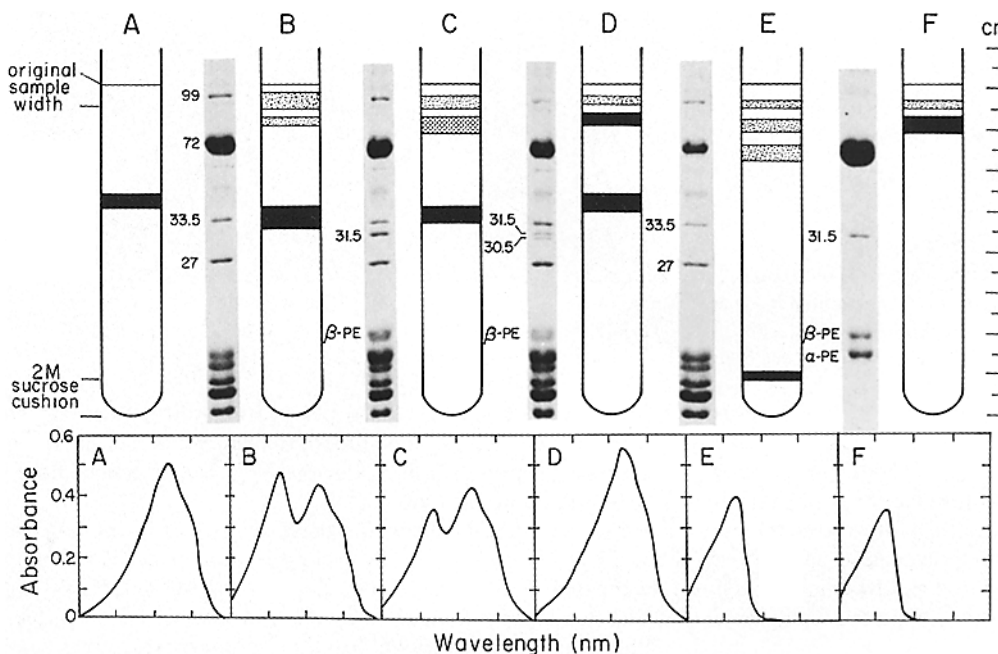 A B C D E F cm
original
sample
width
99
72
33.5
27
31.5
31.5
30.5
33.5
27
31.5
β-PE
β-PE
β-PE
α-PE
2M
sucrose
cushion
A B C D E F
0.6
0.4
0.2
0
Absorbance
Wavelength (nm)